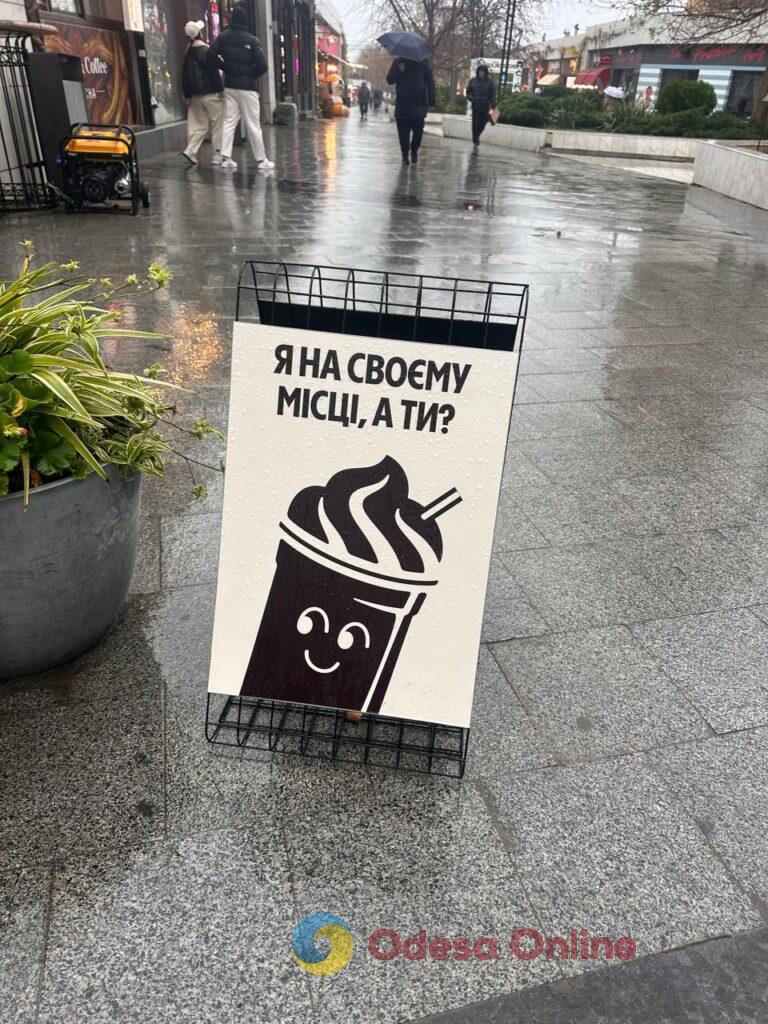 Coffee
Я НА СВОЄМУ
МІСЦІ, А ТИ?
Odesa Online